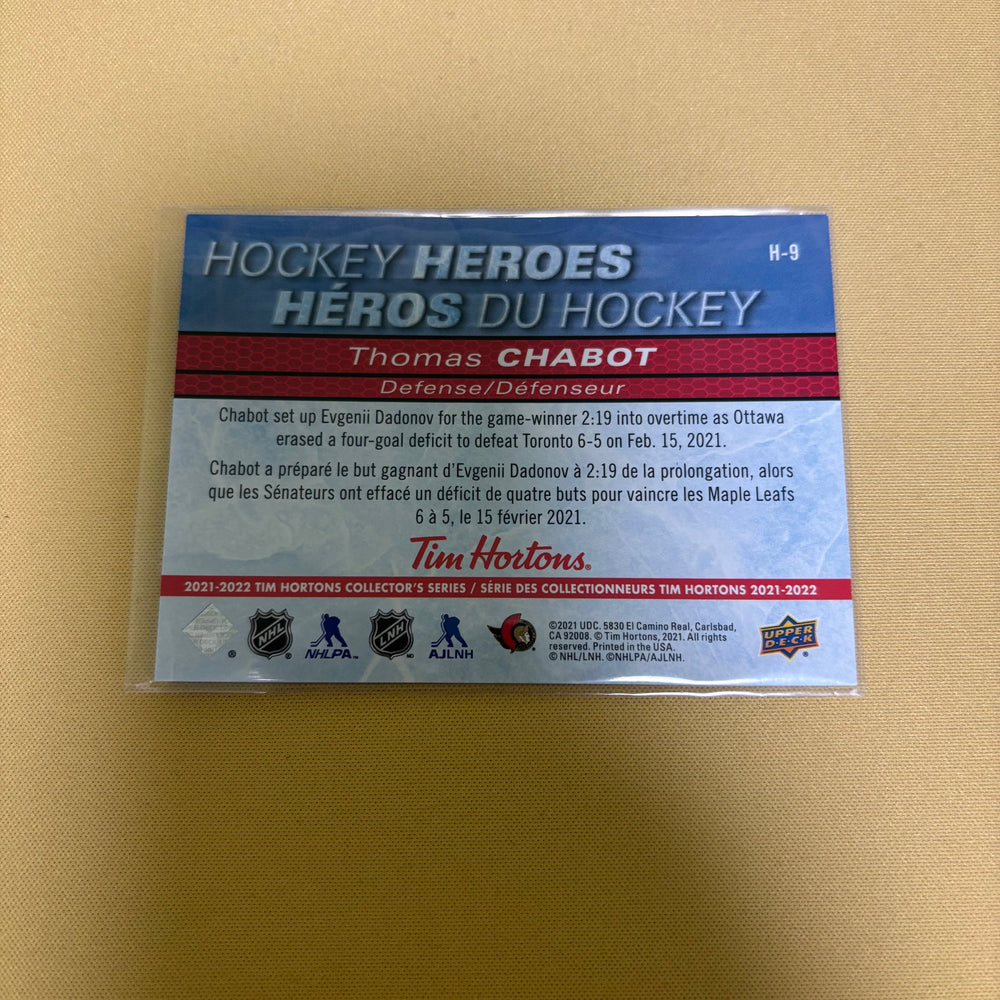 HOCKEY HEROES
H-9
HÉROS DU HOCKEY
Thomas CHABOT
Defense/Défenseur
Chabot set up Evgenii Dadonov for the game-winner 2:19 into overtime as Ottawa
erased a four-goal deficit to defeat Toronto 6-5 on Feb. 15, 2021.
Chabot a préparé le but gagnant d'Evgenii Dadonov à 2:19 de la prolongation, alors
que les Sénateurs ont effacé un déficit de quatre buts pour vaincre les Maple Leafs
6 à 5, le 15 février 2021.
Tim Hortons®
2021-2022 TIM HORTONS COLLECTOR'S SERIES / SÉRIE DES COLLECTIONNEURS TIM HORTONS 2021-2022
NHL
NHLPA
LNH
AJLNH
©2021 UDC. 5830 El Camino Real, Carlsbad,
CA 92008. © Tim Hortons, 2021. All rights
reserved. Printed in the USA.
© NHL/LNH. ©NHLPA/AJLNH.
UPPER
D·E·C·K